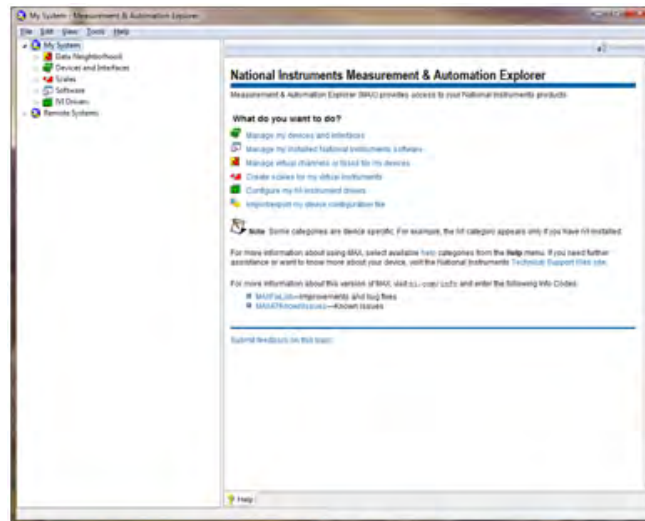 My System - Measurement & Automation Explorer
File Edit View Tools Help
My System
Data Neighborhood
Devices and Interfaces
Scales
Software
IVI Drivers
Remote Systems
National Instruments Measurement & Automation Explorer
Measurement & Automation Explorer (MAX) provides access to your National Instruments products.
What do you want to do?
Manage my devices and interfaces
Manage my installed National Instruments software
Manage virtual channels or tasks for my devices
Create scales for my virtual instruments
Configure my IVI instrument drivers
Import/export my device configuration file
Note Some categories are device specific. For example, the IVI category appears only if you have IVI installed.
For more information about using MAX, select available help categories from the Help menu. If you need further
assistance or want to know more about your device, visit the National Instruments Technical Support Web site.
For more information about this version of MAX, visit ni.com/info and enter the following Info Codes:
MAXFixList—Improvements and bug fixes
MAXKnownIssues—Known Issues
Submit feedback on this topic
Help